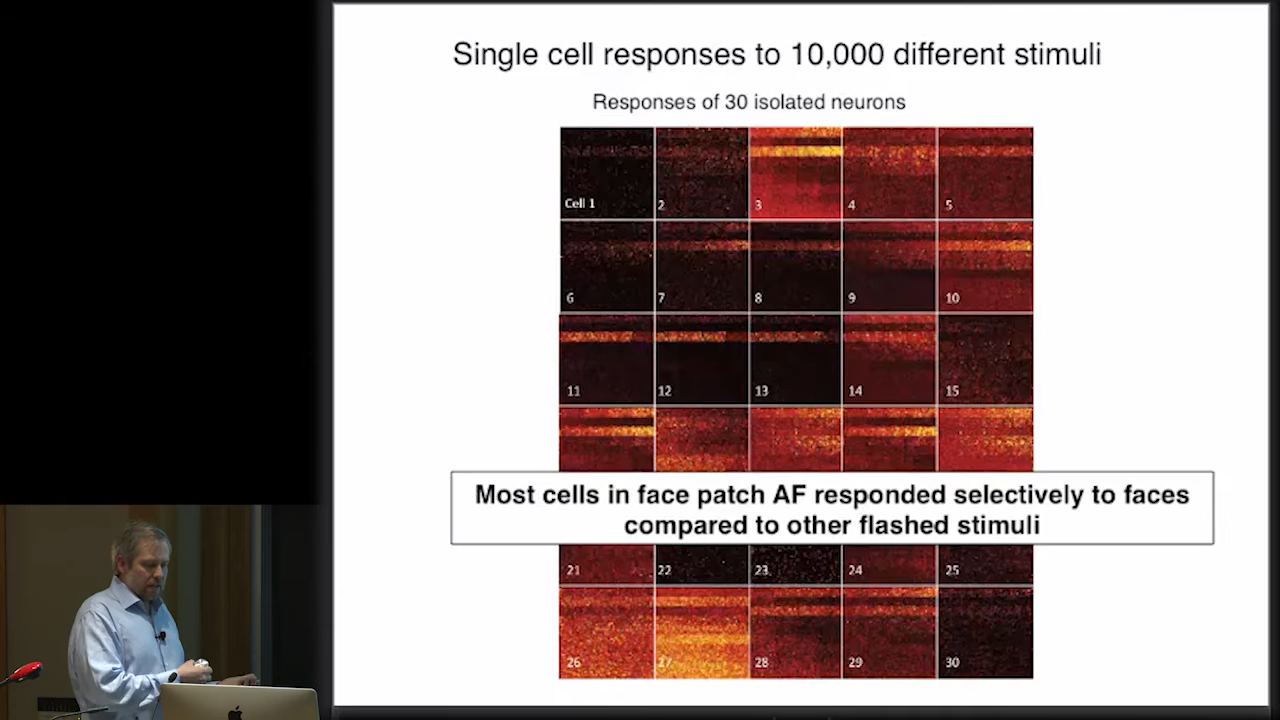 Single cell responses to 10,000 different stimuli
Responses of 30 isolated neurons
Cell 1 2 3 4 5
6 7 8 9 10
11 12 13 14 15
Most cells in face patch AF responded selectively to faces
compared to other flashed stimuli
21 22 23 24 25
26 27 28 29 30